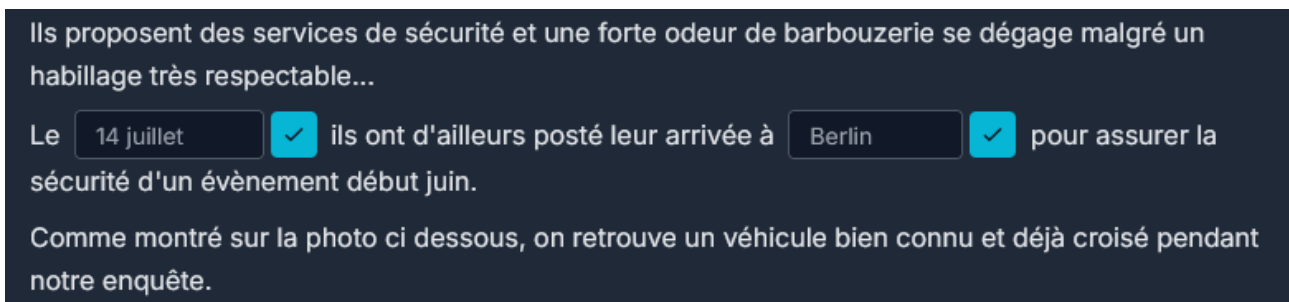 Ils proposent des services de sécurité et une forte odeur de barbouzerie se dégage malgré un
habillage très respectable...
Le 14 juillet ils ont d'ailleurs posté leur arrivée à Berlin pour assurer la
sécurité d'un évènement début juin.
Comme montré sur la photo ci dessous, on retrouve un véhicule bien connu et déjà croisé pendant
notre enquête.